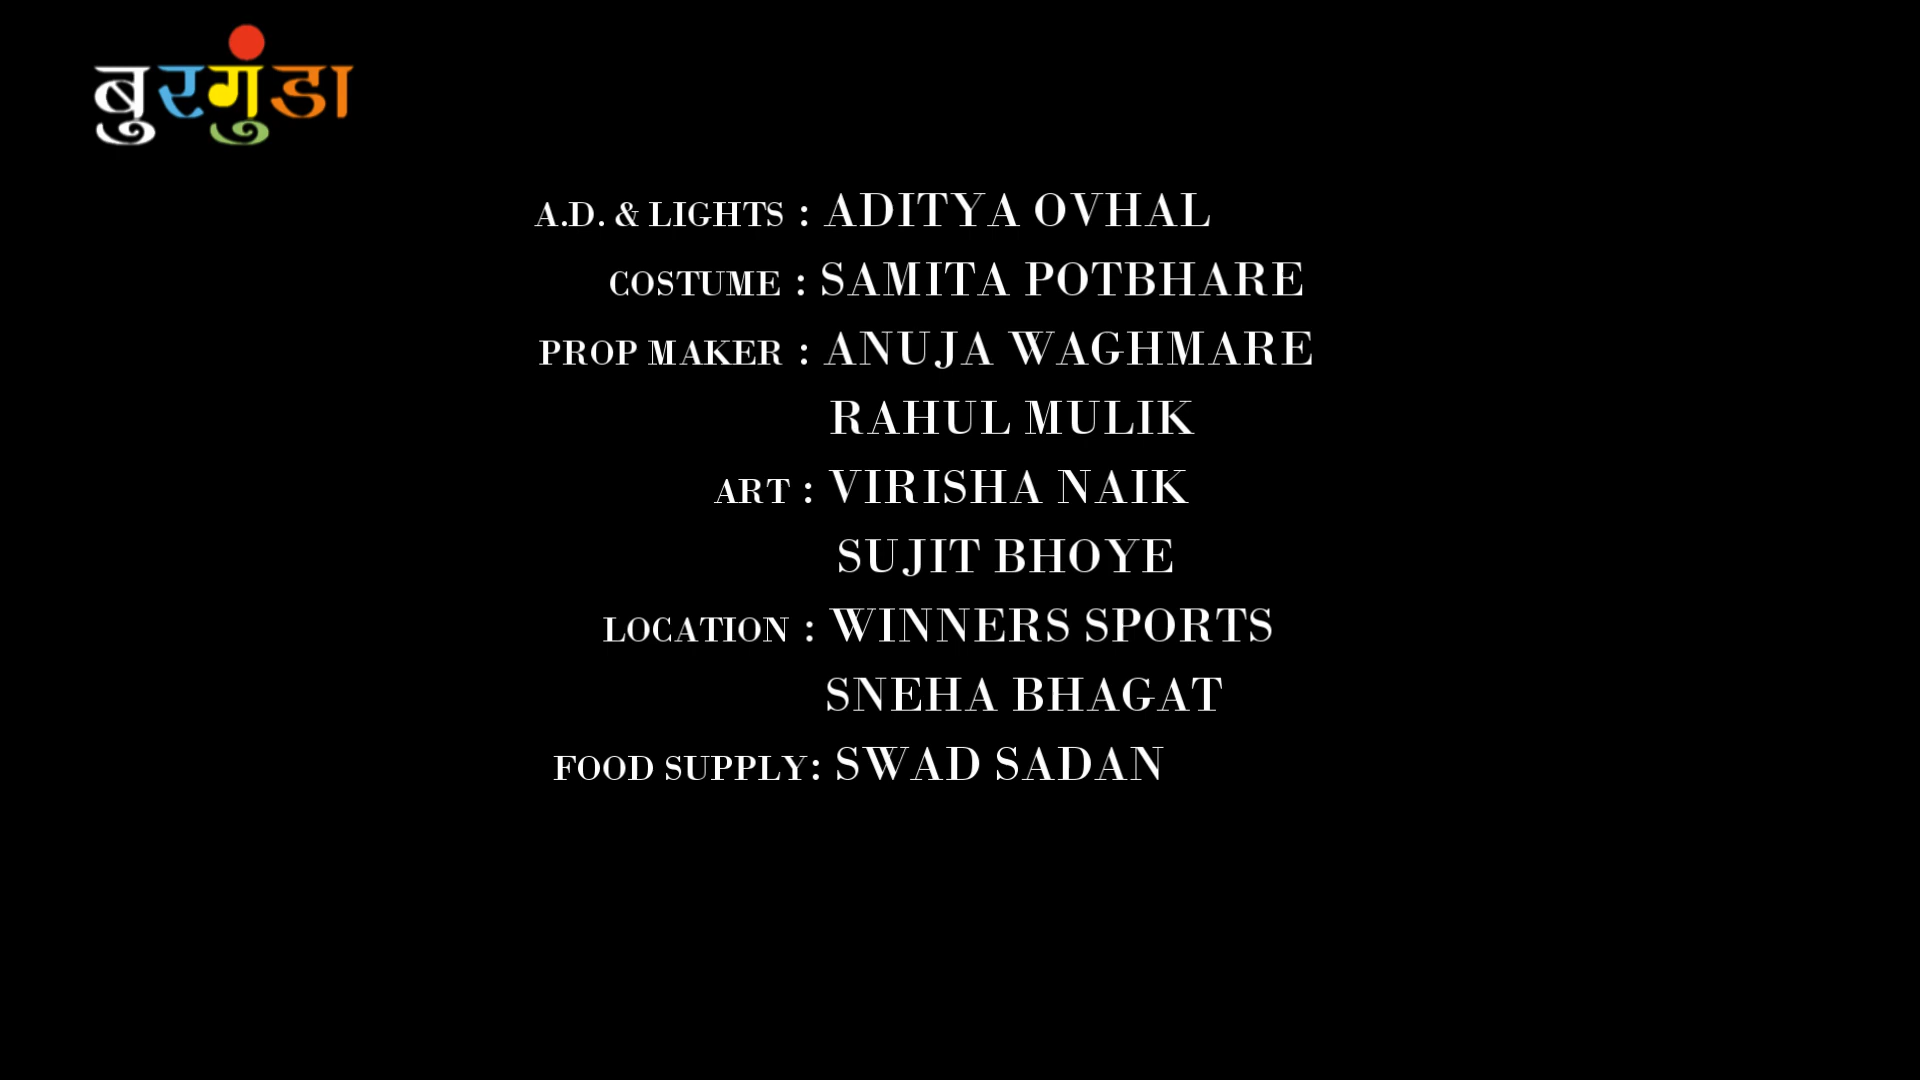 बुरगुंडा
A.D. & LIGHTS : ADITYA OVHAL
COSTUME : SAMITA POTBHARE
PROP MAKER : ANUJA WAGHMARE
RAHUL MULIK
ART : VIRISHA NAIK
SUJIT BHOYE
LOCATION : WINNERS SPORTS
SNEHA BHAGAT
FOOD SUPPLY: SWAD SADAN